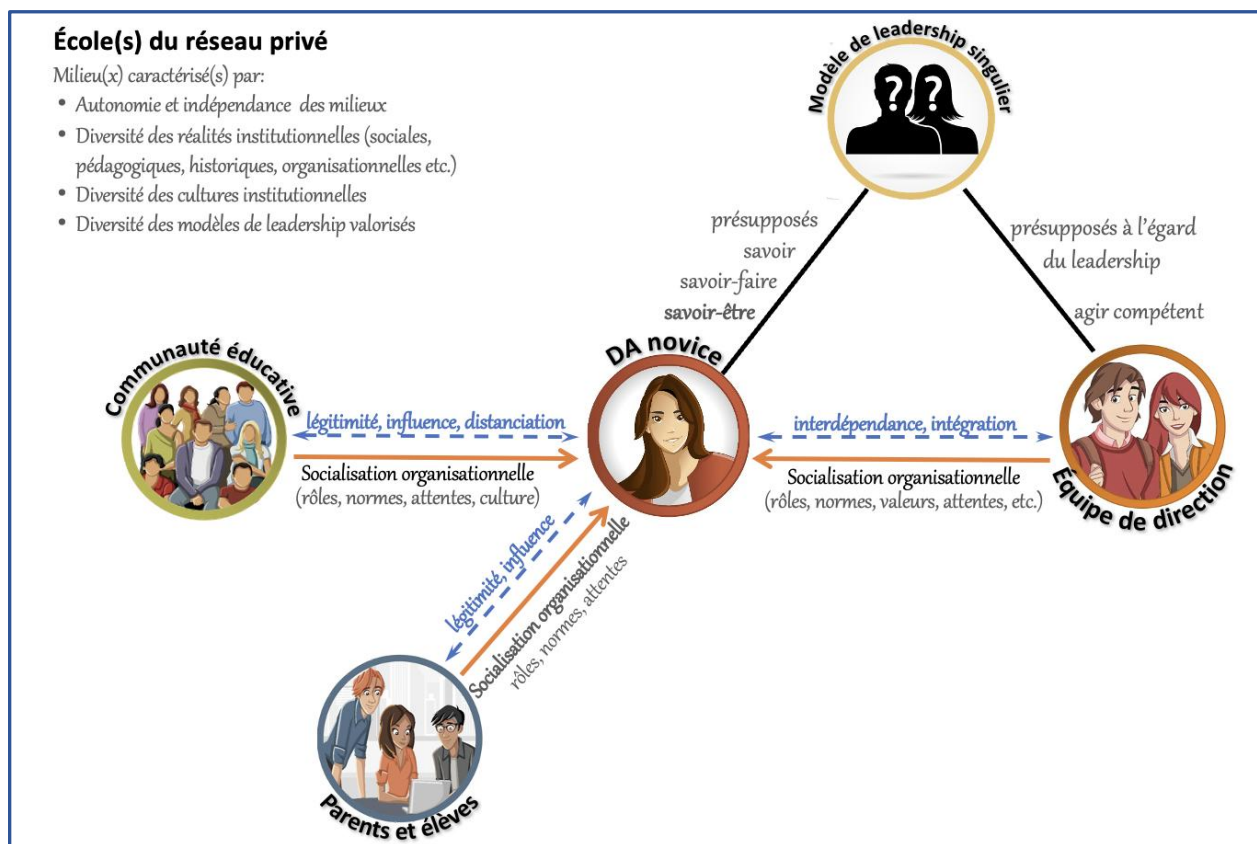 École(s) du réseau privé
Milieu(x) caractérisé(s) par:
• Autonomie et indépendance des milieux
• Diversité des réalités institutionnelles (sociales,
pédagogiques, historiques, organisationnelles etc.)
• Diversité des cultures institutionnelles
• Diversité des modèles de leadership valorisés
Modèle de leadership singulier
? ?
présupposés
savoir
savoir-faire
savoir-être
présupposés à l'égard
du leadership
agir compétent
Communauté éducative
légitimité, influence, distanciation
Socialisation organisationnelle
(rôles, normes, attentes, culture)
DA novice
interdépendance, intégration
Socialisation organisationnelle
(rôles, normes, valeurs, attentes, etc.)
Équipe de direction
légitimité, influence
Socialisation organisationnelle
rôles, normes, attentes
Parents et élèves